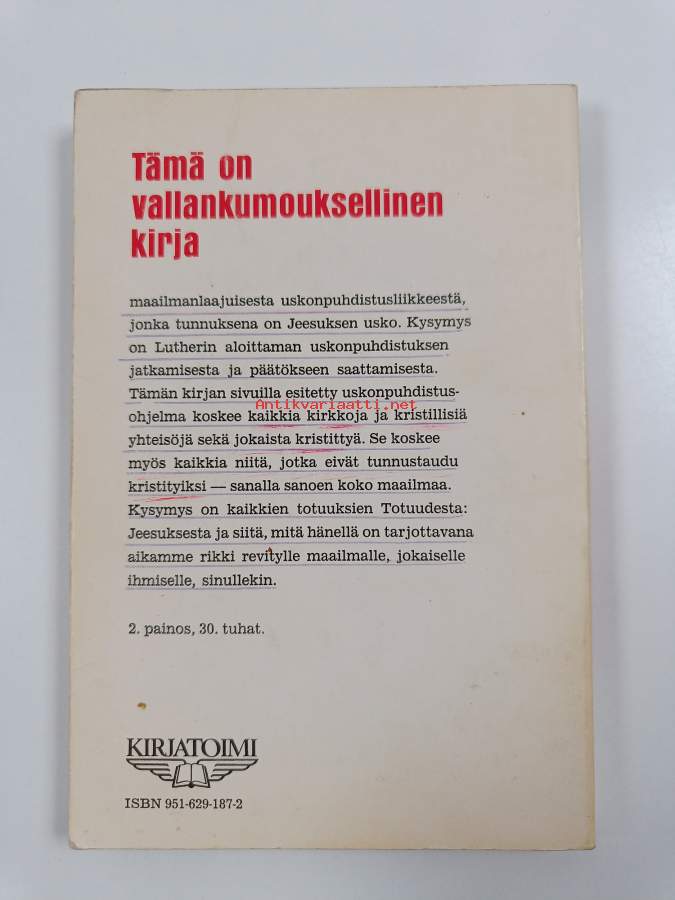 Tämä on
vallankumouksellinen
kirja
maailmanlaajuisesta uskonpuhdistusliikkeestä,
jonka tunnuksena on Jeesuksen usko. Kysymys
on Lutherin aloittaman uskonpuhdistuksen
jatkamisesta ja päätökseen saattamisesta.
Tämän kirjan sivuilla esitetty uskonpuhdistus-
Antikvariaatti.net
ohjelma koskee kaikkia kirkkoja ja kristillisiä
yhteisöjä sekä jokaista kristittyä. Se koskee
myös kaikkia niitä, jotka eivät tunnustaudu
kristityiksi — sanalla sanoen koko maailmaa.
Kysymys on kaikkien totuuksien Totuudesta:
Jeesuksesta ja siitä, mitä hänellä on tarjottavana
aikamme rikki revitylle maailmalle, jokaiselle
ihmiselle, sinullekin.
2. painos, 30. tuhat.
KIRJATOIMI
ISBN 951-629-187-2